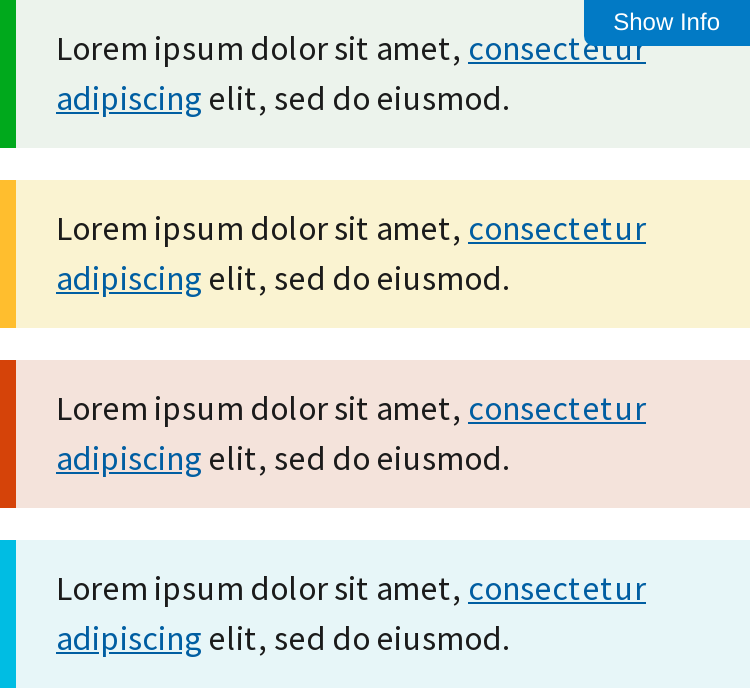 Show Info
Lorem ipsum dolor sit amet, consectetur
adipiscing elit, sed do eiusmod.
Lorem ipsum dolor sit amet, consectetur
adipiscing elit, sed do eiusmod.
Lorem ipsum dolor sit amet, consectetur
adipiscing elit, sed do eiusmod.
Lorem ipsum dolor sit amet, consectetur
adipiscing elit, sed do eiusmod.